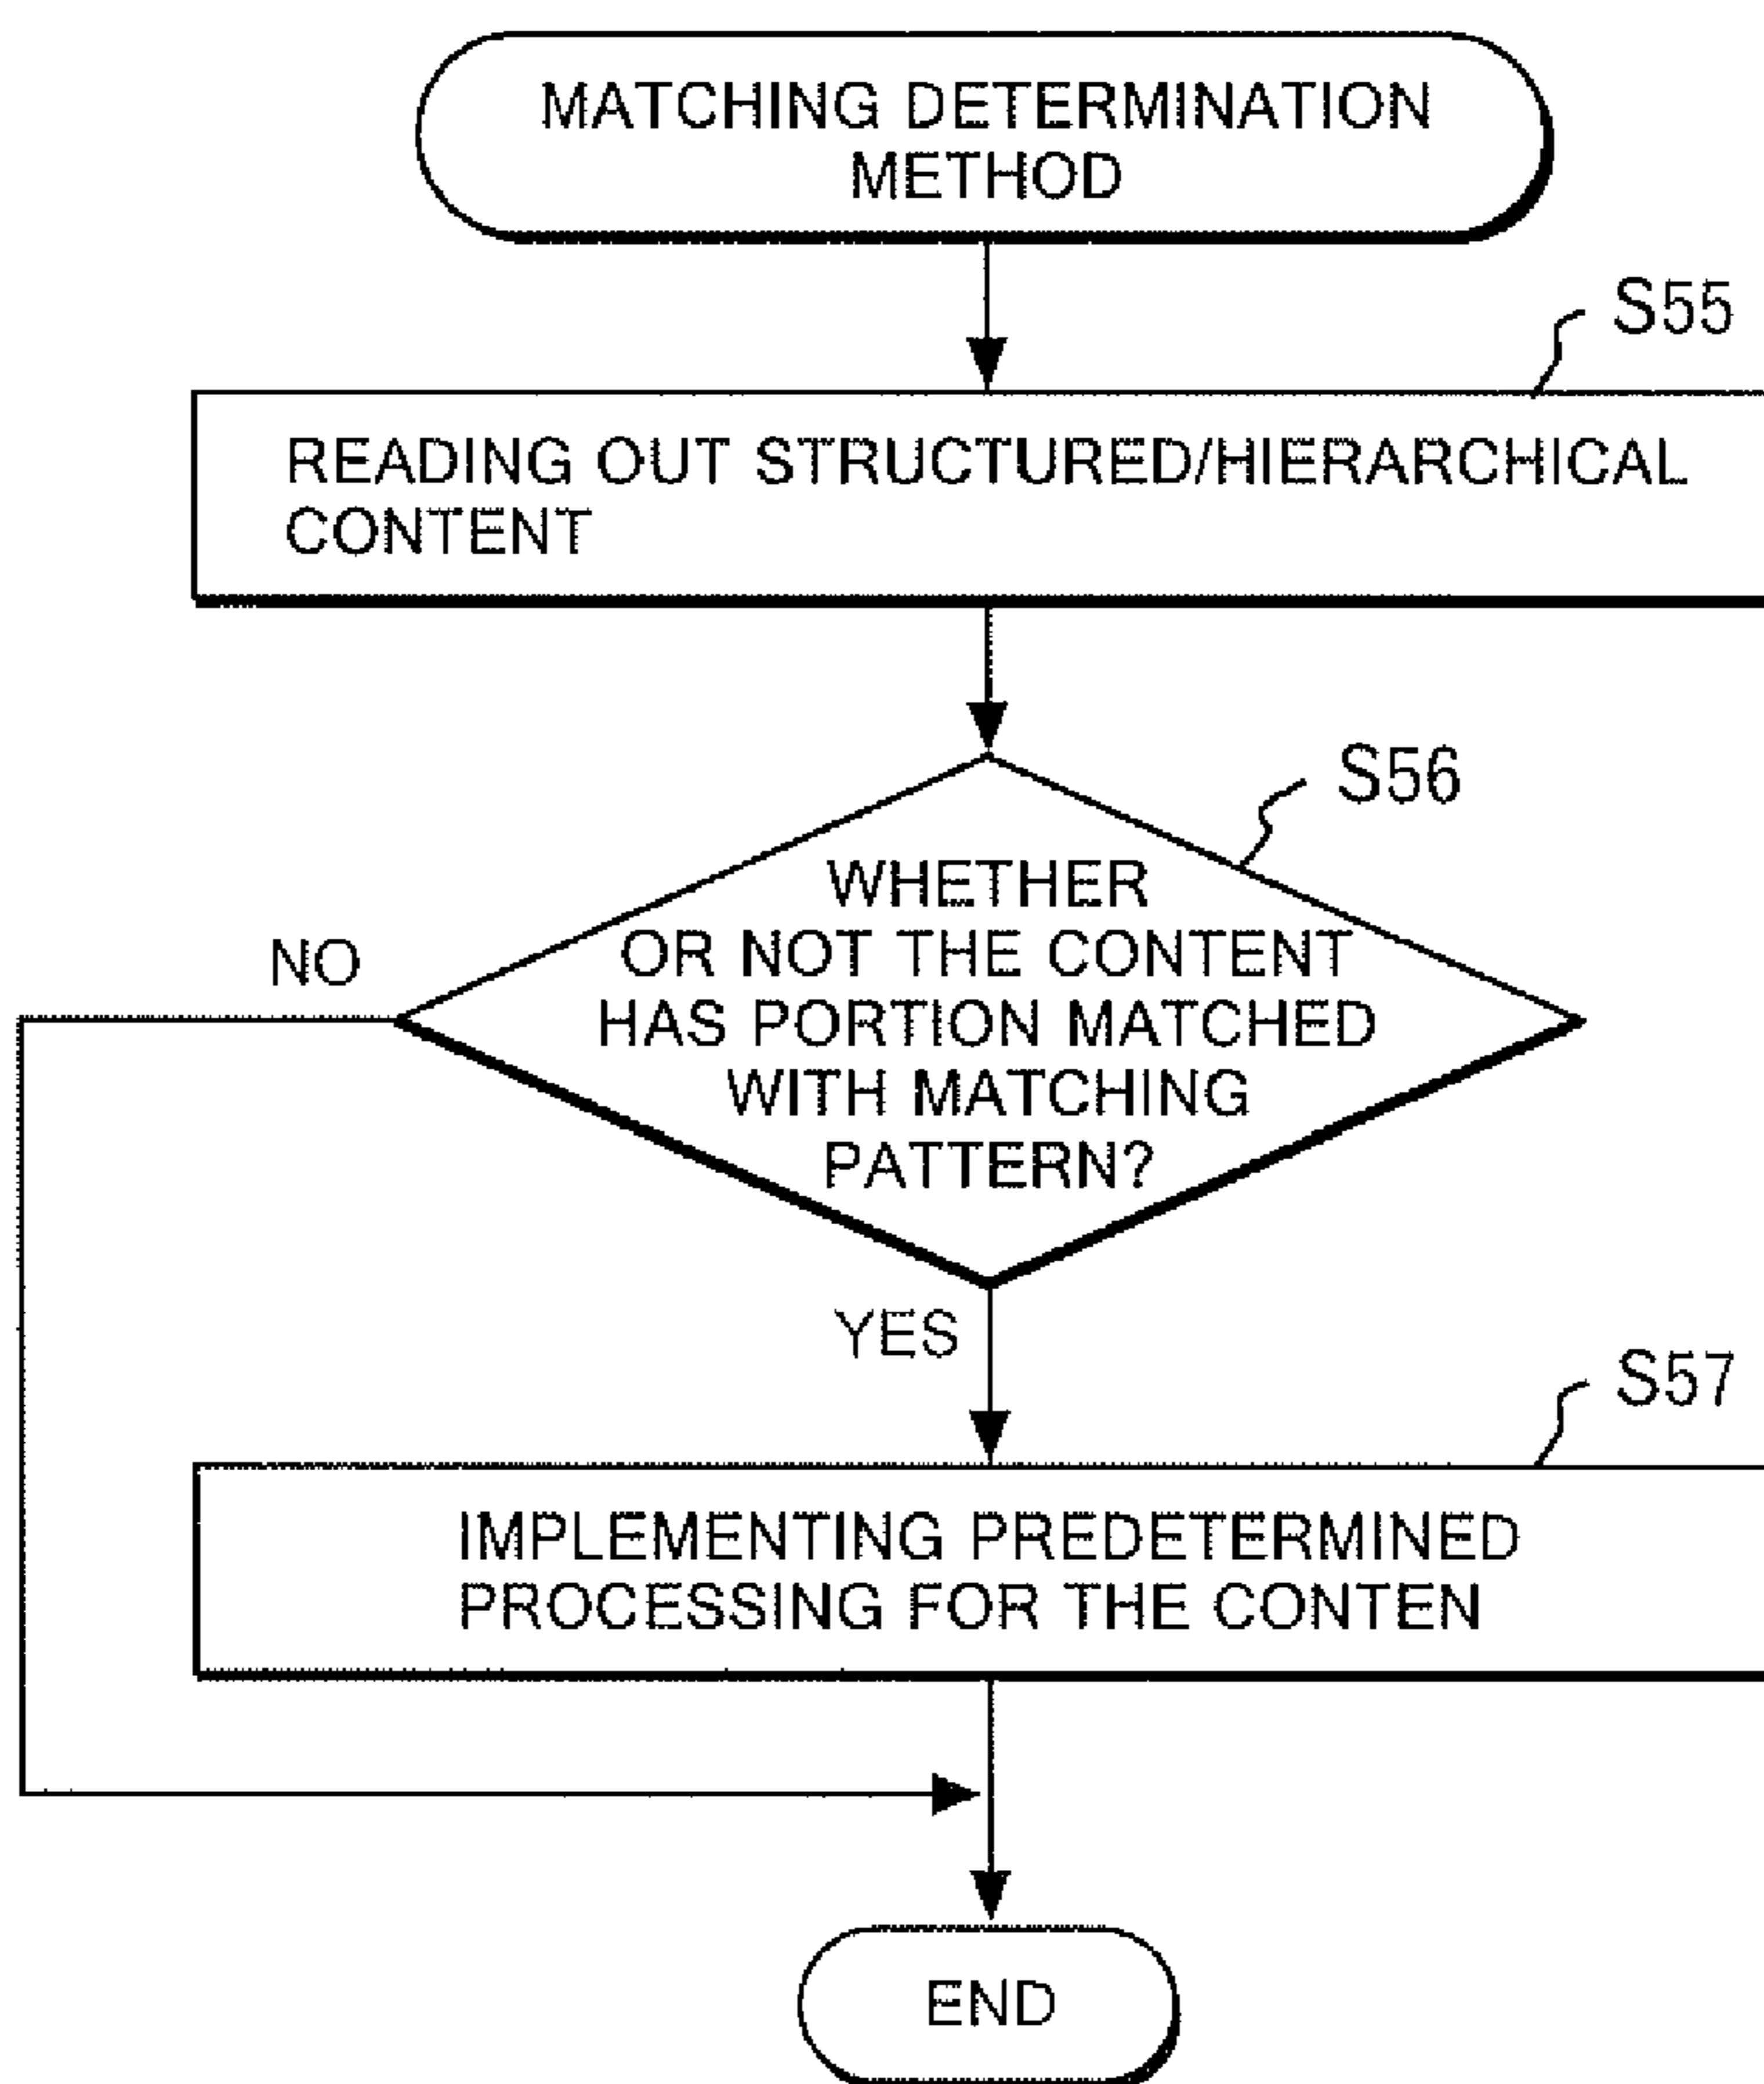 MATCHING DETERMINATION
METHOD
S55
READING OUT STRUCTURED/HIERARCHICAL
CONTENT
S56
WHETHER
OR NOT THE CONTENT
HAS PORTION MATCHED
WITH MATCHING
PATTERN?
NO
YES
S57
IMPLEMENTING PREDETERMINED
PROCESSING FOR THE CONTEN
END